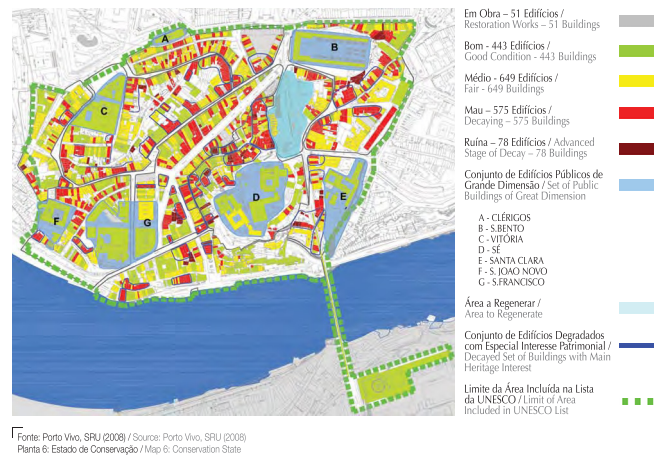 A
B
C
D
E
F
G
Em Obra – 51 Edifícios /
Restoration Works – 51 Buildings
Bom - 443 Edifícios /
Good Condition - 443 Buildings
Médio - 649 Edifícios /
Fair - 649 Buildings
Mau – 575 Edifícios /
Decaying – 575 Buildings
Ruína – 78 Edifícios / Advanced
Stage of Decay – 78 Buildings
Conjunto de Edifícios Públicos de
Grande Dimensão / Set of Public
Buildings of Great Dimension
A - CLÉRIGOS
B - S.BENTO
C - VITÓRIA
D - SÉ
E - SANTA CLARA
F - S. JOAO NOVO
G - S.FRANCISCO
Área a Regenerar /
Area to Regenerate
Conjunto de Edifícios Degradados
com Especial Interesse Patrimonial /
Decayed Set of Buildings with Main
Heritage Interest
Limite da Área Incluída na Lista
da UNESCO / Limit of Area
Included in UNESCO List
Fonte: Porto Vivo, SRU (2008) / Source: Porto Vivo, SRU (2008)
Planta 6: Estado de Conservação / Map 6: Conservation State